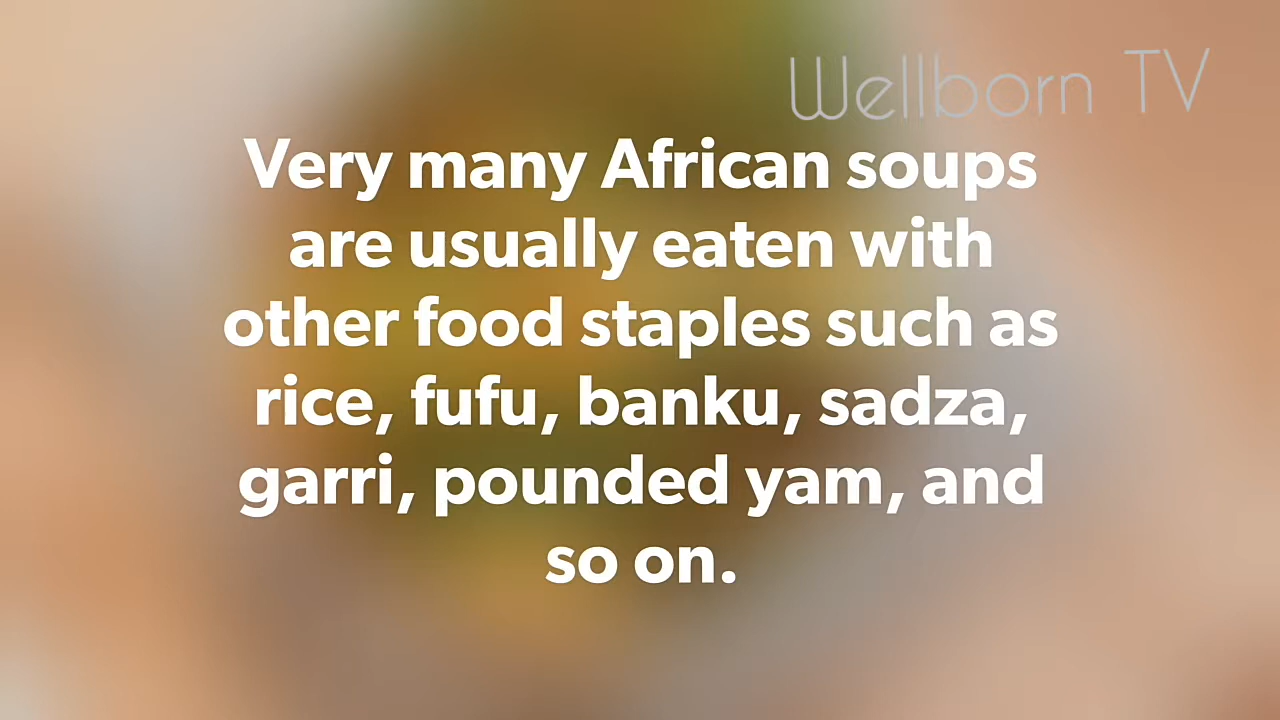 Wellborn TV
Very many African soups
are usually eaten with
other food staples such as
rice, fufu, banku, sadza,
garri, pounded yam, and
so on.